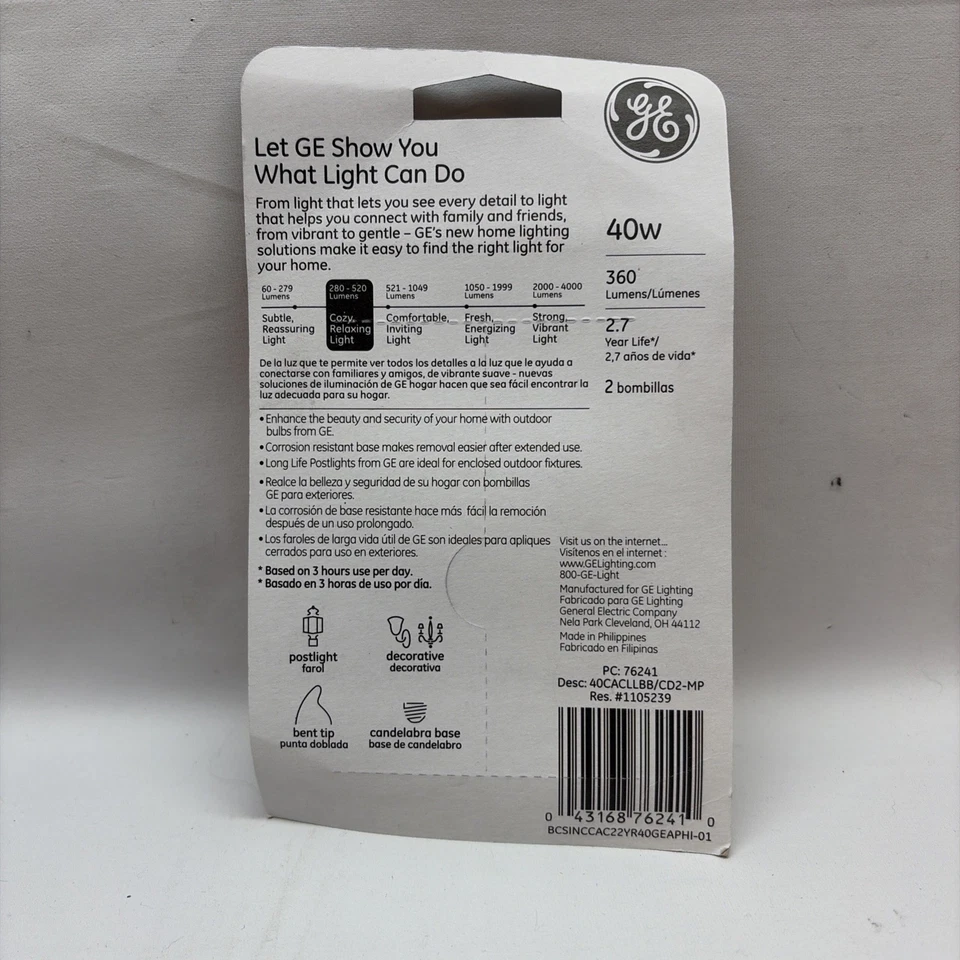 GE
Let GE Show You
What Light Can Do
From light that lets you see every detail to light
that helps you connect with family and friends,
from vibrant to gentle – GE's new home lighting
solutions make it easy to find the right light for
your home.
60 - 279
Lumens
Subtle,
Reassuring
Light
280 - 520
Lumens
Cozy,
Relaxing
Light
521 - 1049
Lumens
Comfortable,
Inviting
Light
1050 - 1999
Lumens
Fresh,
Energizing
Light
2000 - 4000
Lumens
Strong,
Vibrant
Light
De la luz que te permite ver todos los detalles a la luz que le ayuda a
conectarse con familiares y amigos, de vibrante suave - nuevas
soluciones de iluminación de GE hogar hacen que sea fácil encontrar la
luz adecuada para su hogar.
• Enhance the beauty and security of your home with outdoor
bulbs from GE.
• Corrosion resistant base makes removal easier after extended use.
• Long Life Postlights from GE are ideal for enclosed outdoor fixtures.
• Realce la belleza y seguridad de su hogar con bombillas
GE para exteriores.
• La corrosión de base resistante hace más fácil la remoción
después de un uso prolongado.
• Los faroles de larga vida útil de GE son ideales para apliques
cerrados para uso en exteriores.
* Based on 3 hours use per day.
* Basado en 3 horas de uso por día.
postlight
farol
decorative
decorativa
bent tip
punta doblada
candelabra base
base de candelabro
40w
360
Lumens/Lúmenes
2.7
Year Life*/
2,7 años de vida*
2 bombillas
Visit us on the internet...
Visítenos en el internet :
www.GELighting.com
800-GE-Light
Manufactured for GE Lighting
Fabricado para GE Lighting
General Electric Company
Nela Park Cleveland, OH 44112
Made in Philippines
Fabricado en Filipinas
PC: 76241
Desc: 40CACLLBB/CD2-MP
Res. #1105239
0 43168 76241 0
BCSINCCAC22YR40GEAPHI-01